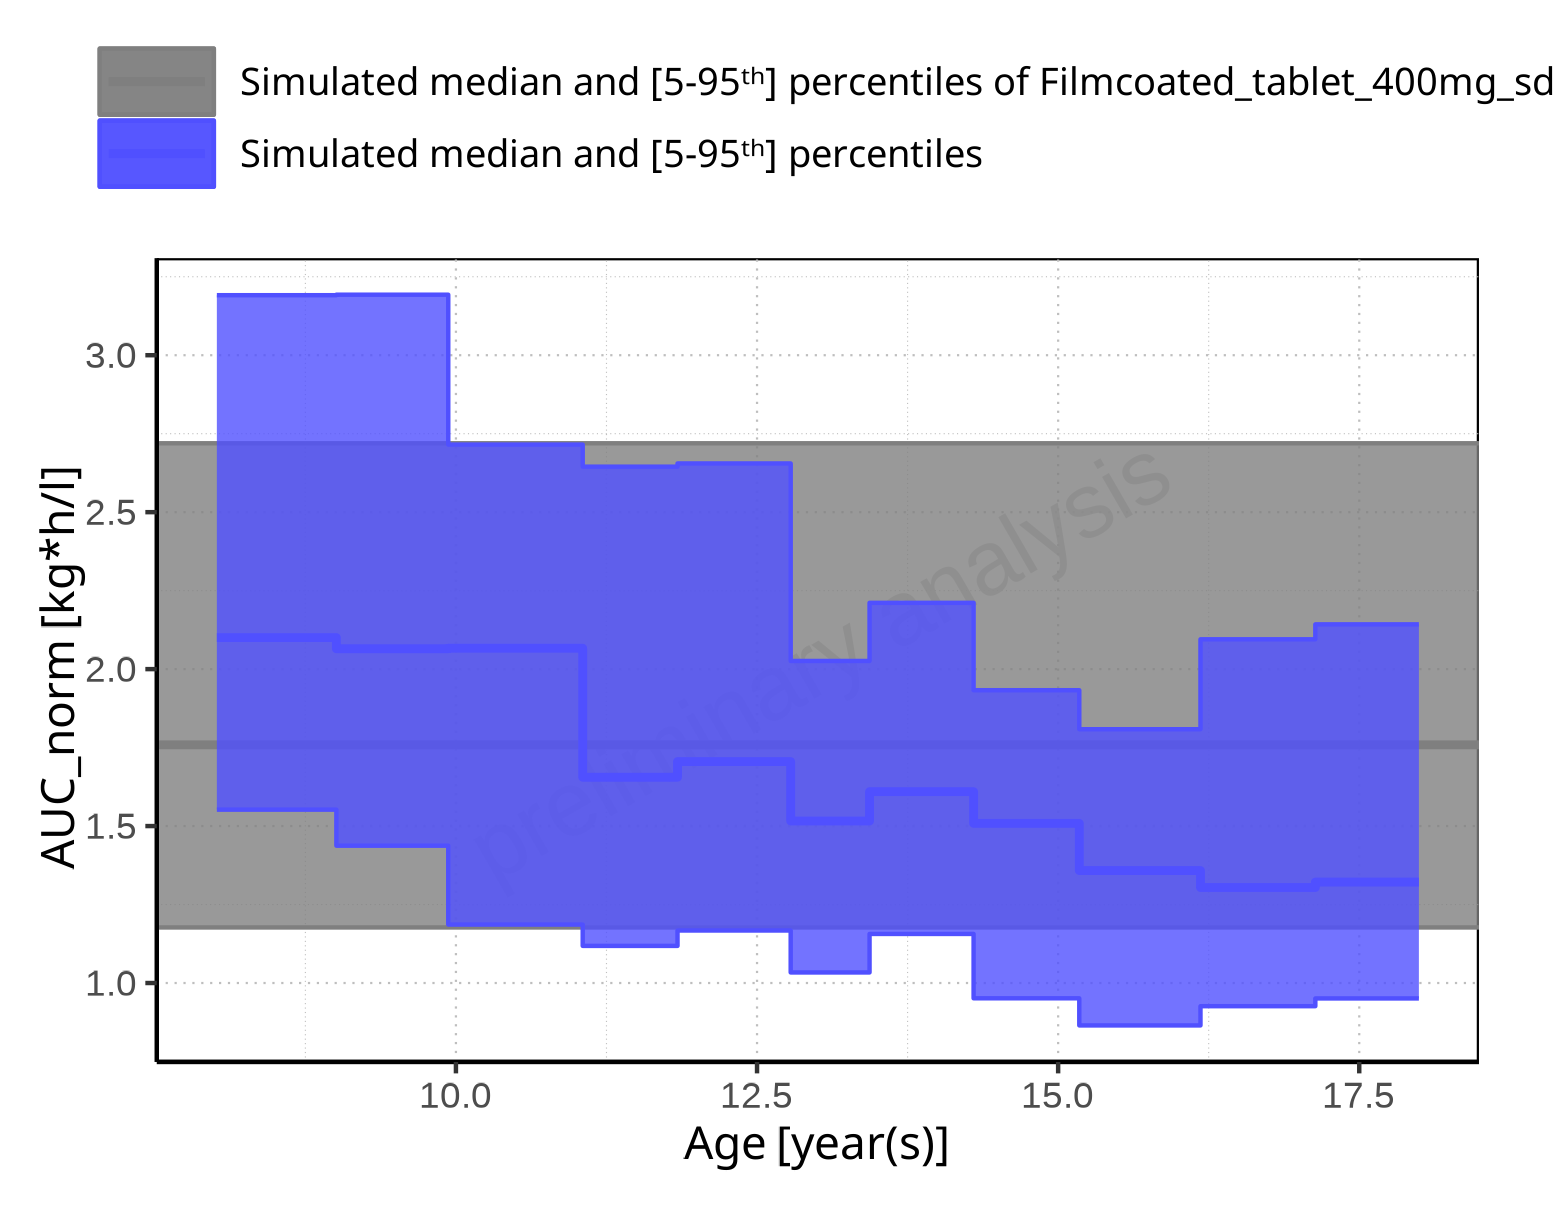 Simulated median and [5-95ᵗʰ] percentiles of Filmcoated_tablet_400mg_sd
Simulated median and [5-95ᵗʰ] percentiles
3.0
2.5
2.0
1.5
1.0
AUC_norm [kg*h/l]
preliminary analysis
10.0 12.5 15.0 17.5
Age [year(s)]